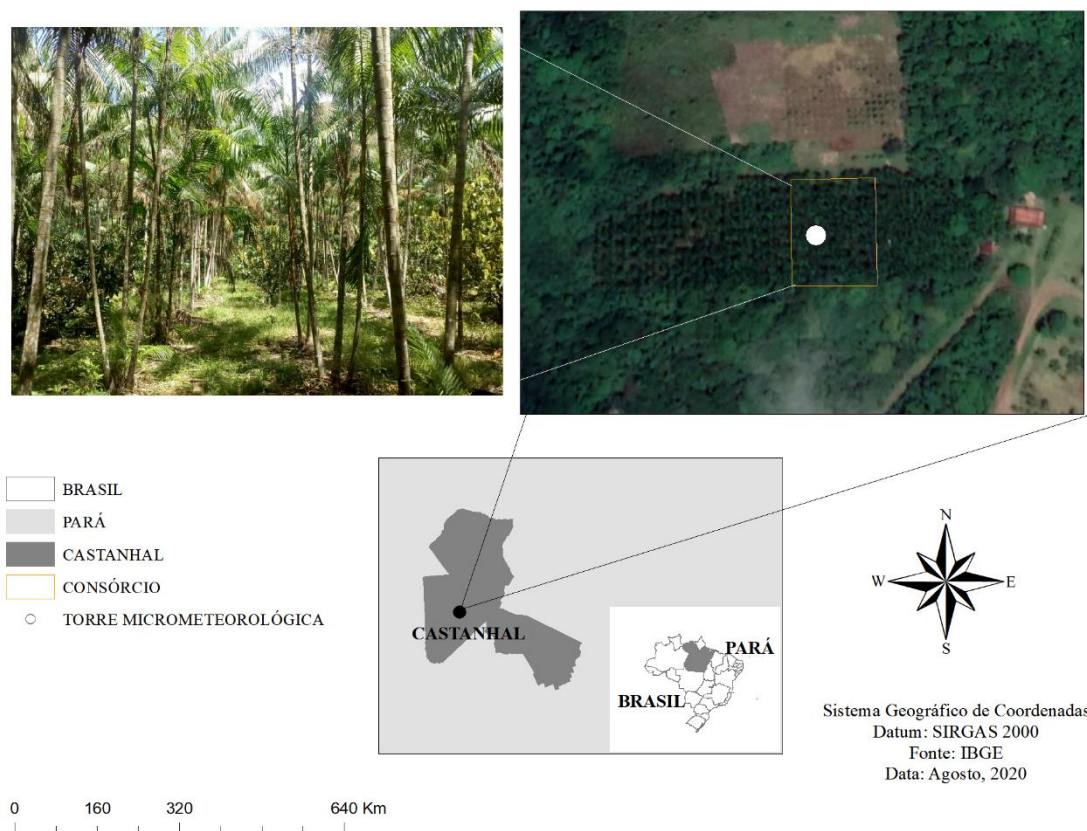 BRASIL
PARÁ
CASTANHAL
CONSÓRCIO
TORRE MICROMETEOROLÓGICA
CASTANHAL
PARÁ
BRASIL
N
W
E
S
Sistema Geográfico de Coordenadas
Datum: SIRGAS 2000
Fonte: IBGE
Data: Agosto, 2020
0 160 320 640 Km